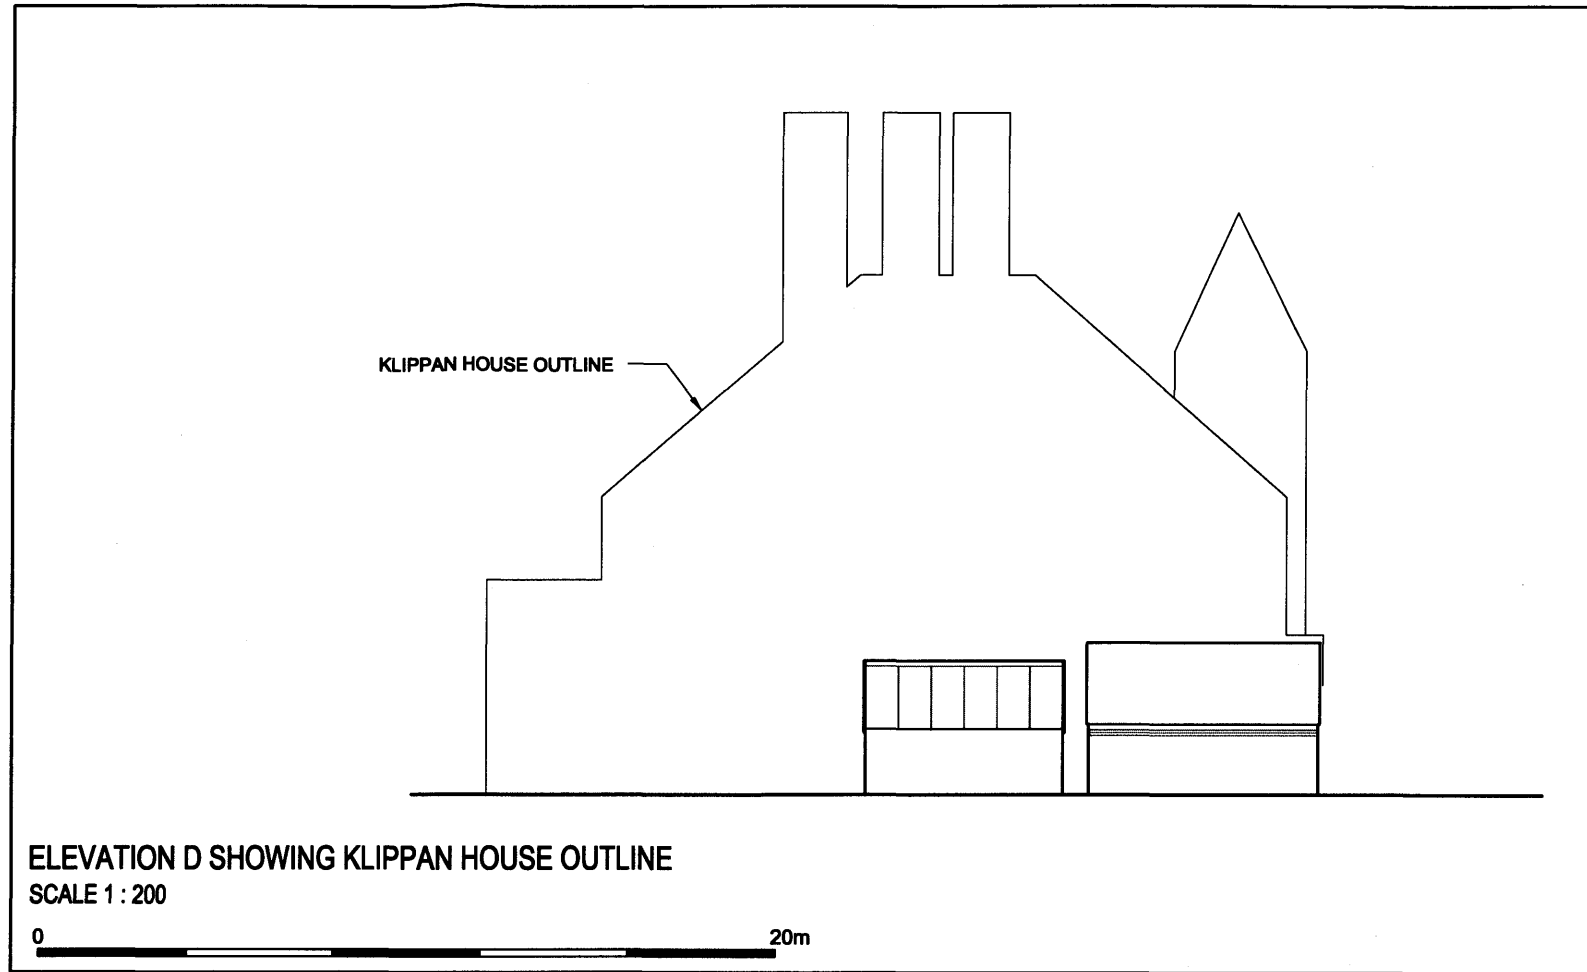 KLIPPAN HOUSE OUTLINE
ELEVATION D SHOWING KLIPPAN HOUSE OUTLINE
SCALE 1 : 200
0 20m